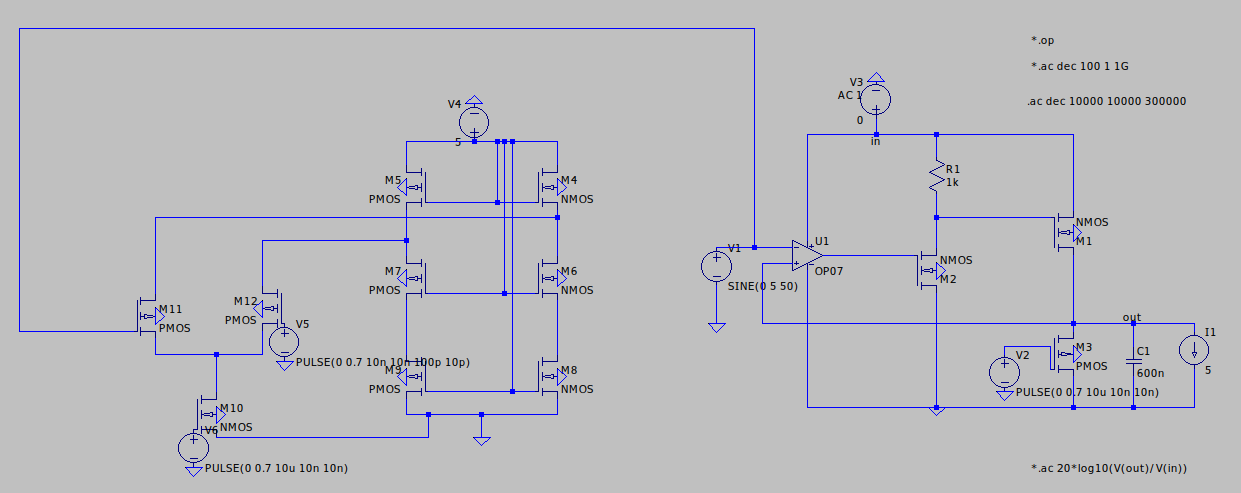 *.op
*.ac dec 100 1 1G
.ac dec 10000 10000 300000
V3
AC 1
0
in
V4
5
R1
1k
M5
PMOS
M4
NMOS
NMOS
M1
V1
SINE(0 5 50)
U1
OP07
NMOS
M2
M7
PMOS
M6
NMOS
M11
PMOS
M12
PMOS
V5
PULSE(0 0.7 10n 10n 100p 10p)
out
I1
5
C1
600n
M3
PMOS
V2
PULSE(0 0.7 10u 10n 10n)
M9
PMOS
M8
NMOS
M10
NMOS
V6
PULSE(0 0.7 10u 10n 10n)
*.ac 20*log10(V(out)/V(in))